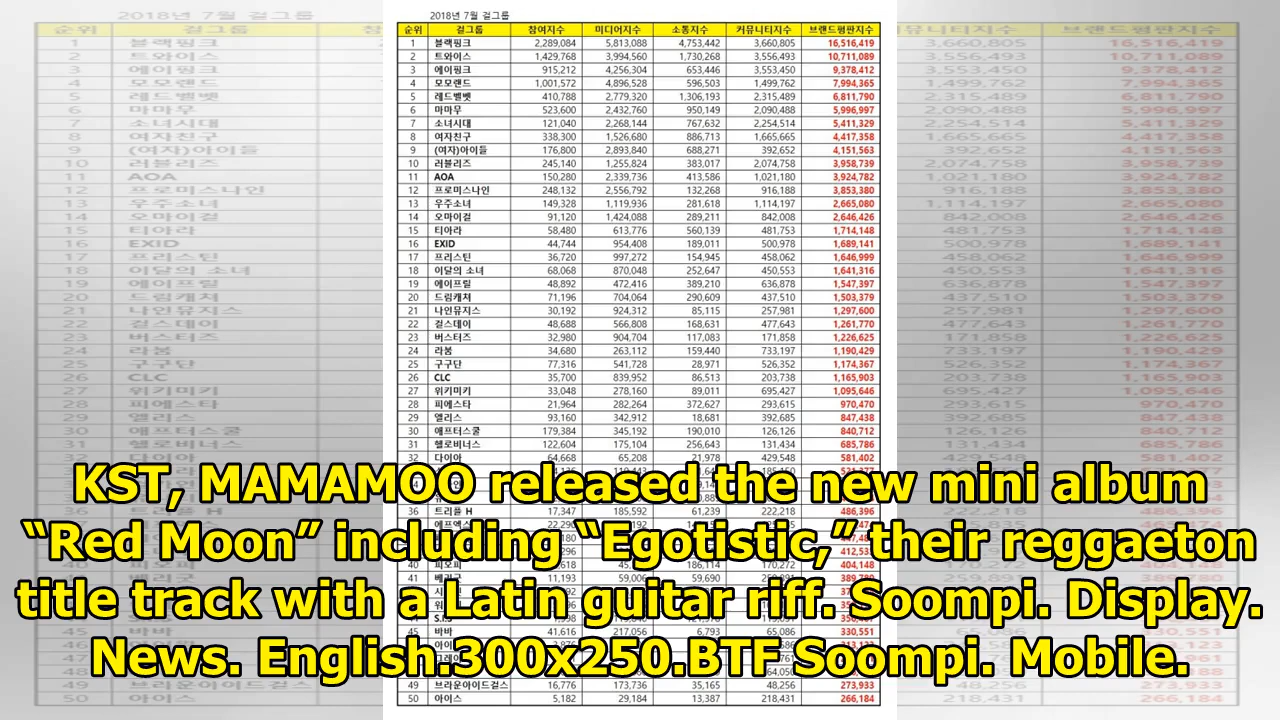 2018년 7월 걸그룹
순위 걸그룹 참여지수 미디어지수 소통지수 커뮤니티지수 브랜드평판지수
1 블랙핑크 2,289,084 5,813,088 4,753,442 3,660,805 16,516,419
2 트와이스 1,429,768 3,994,560 1,730,268 3,556,493 10,711,089
3 에이핑크 915,212 4,256,304 653,446 3,553,450 9,378,412
4 모모랜드 1,001,572 4,896,528 596,503 1,499,762 7,994,365
5 레드벨벳 410,788 2,779,320 1,306,193 2,315,489 6,811,790
6 마마무 523,600 2,432,760 950,149 2,090,488 5,996,997
7 소녀시대 121,040 2,268,144 767,632 2,254,514 5,411,329
8 여자친구 338,300 1,526,680 886,713 1,665,665 4,417,358
9 (여자)아이들 176,800 2,893,840 688,271 392,652 4,151,563
10 러블리즈 245,140 1,255,824 383,017 2,074,758 3,958,739
11 AOA 150,280 2,339,736 413,586 1,021,180 3,924,782
12 프로미스나인 248,132 2,556,792 132,268 916,188 3,853,380
13 우주소녀 149,328 1,119,936 281,618 1,114,197 2,665,080
14 오마이걸 91,120 1,424,088 289,211 842,008 2,646,426
15 티아라 58,480 613,776 560,139 481,753 1,714,148
16 EXID 44,744 954,408 189,011 500,978 1,689,141
17 프리스틴 36,720 997,272 154,945 458,062 1,646,999
18 이달의 소녀 68,068 870,048 252,647 450,553 1,641,316
19 에이프릴 48,892 472,416 389,210 636,878 1,547,397
20 드림캐쳐 71,196 704,064 290,609 437,510 1,503,379
21 나인뮤지스 30,192 924,312 85,115 257,981 1,297,600
22 걸스데이 48,688 566,808 168,631 477,643 1,261,770
23 버스터즈 32,980 904,704 117,083 171,858 1,226,625
24 라붐 34,680 263,112 159,440 733,197 1,190,429
25 구구단 77,316 541,728 28,971 526,352 1,174,367
26 CLC 35,700 839,952 86,513 203,738 1,165,903
27 위키미키 33,048 278,160 89,011 695,427 1,095,646
28 피에스타 21,964 282,264 372,627 293,615 970,470
29 앨리스 93,160 342,912 18,681 392,685 847,438
30 애프터스쿨 179,384 345,192 190,010 126,126 840,712
31 헬로비너스 122,604 175,104 256,643 131,434 685,786
32 다이아 64,668 65,208 21,978 429,548 581,402
KST, MAMAMOO released the new mini album
36 트리플 H 17,347 185,592 61,239 222,218 486,396
“Red Moon” including “Egotistic,” their reggaeton
404,148
41 11,193 59,006 59,690
title track with a Latin guitar riff. Soompi. Display.
45 바바 41,616 217,056 6,793 65,086 330,551
News. English.300x250.BTF Soompi. Mobile.
49 브라운아이드걸스 16,776 173,736 35,165 48,256 273,933
50 아이스 5,182 29,184 13,387 218,431 266,184